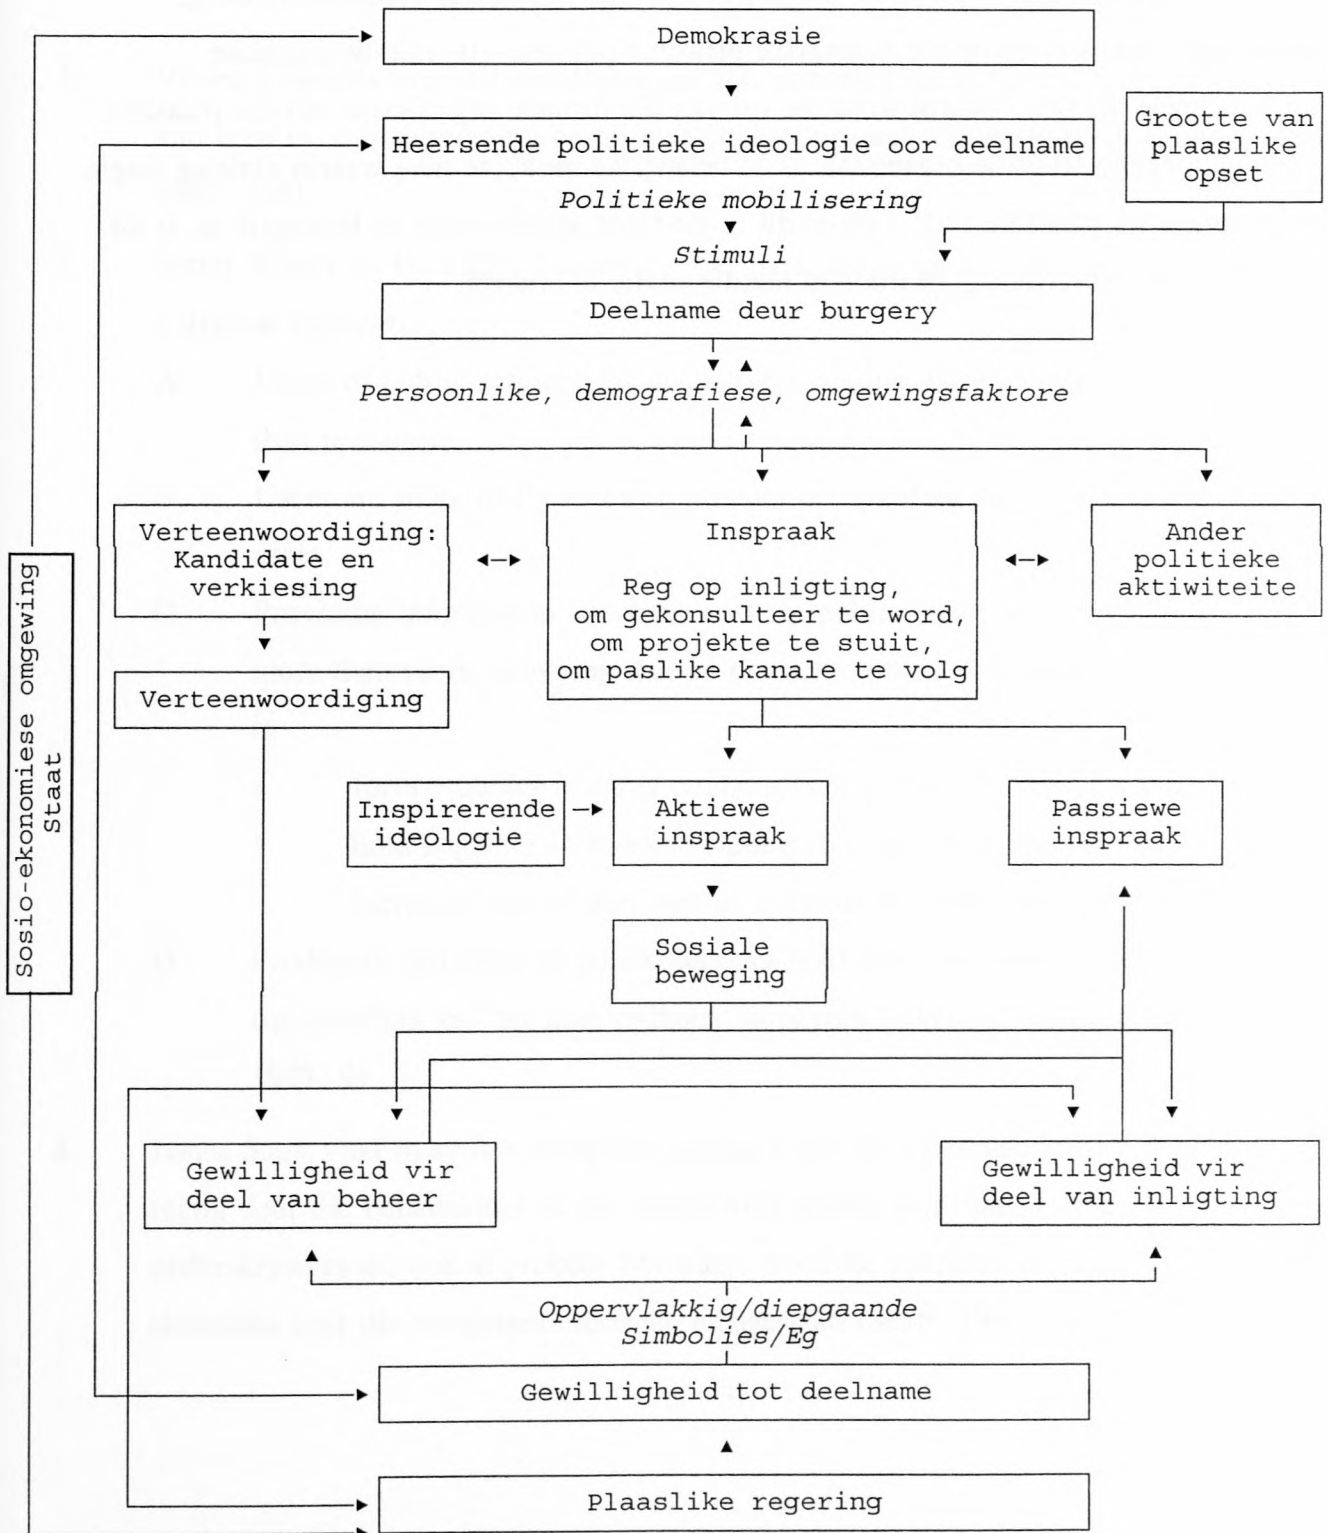 Demokrasie
Heersende politieke ideologie oor deelname
Grootte van
plaaslike
opset
Politieke mobilisering
Stimuli
Deelname deur burgery
Persoonlike, demografiese, omgewingsfaktore
Verteenwoordiging:
Kandidate en
verkiesing
Inspraak
Reg op inligting,
om gekonsulteer te word,
om projekte te stuit,
om paslike kanale te volg
Ander
politieke
aktiwiteite
Sosio-ekonomiese omgewing
Staat
Verteenwoordiging
Inspirerende
ideologie
Aktiewe
inspraak
Passiewe
inspraak
Sosiale
beweging
Gewilligheid vir
deel van beheer
Gewilligheid vir
deel van inligting
Oppervlakkig/diepgaande
Simbolies/Eg
Gewilligheid tot deelname
Plaaslike regering